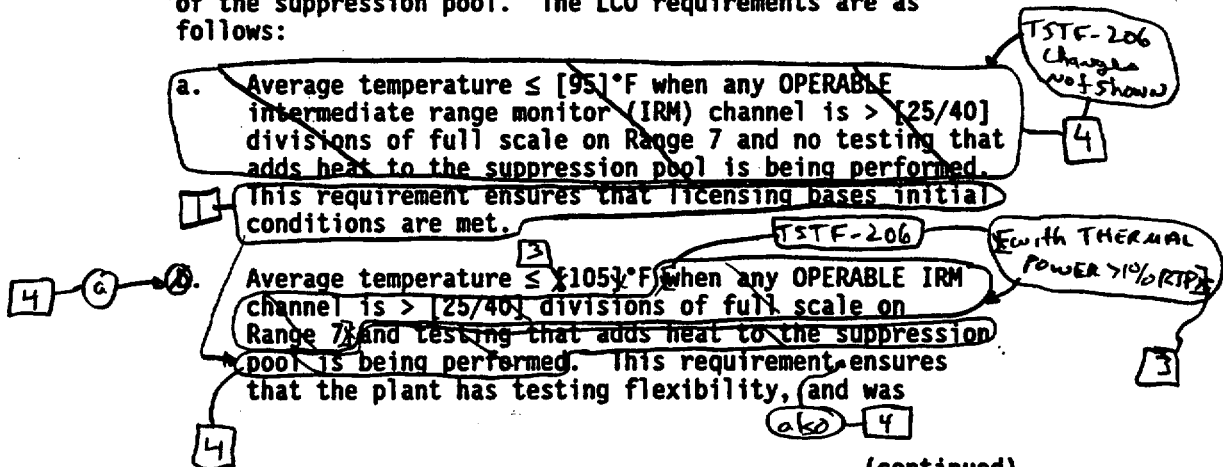 of the suppression pool. The LCO requirements are as
follows:
TSTF-206
changes
not shown
a. Average temperature ≤ [95]°F when any OPERABLE
intermediate range monitor (IRM) channel is > [25/40]
divisions of full scale on Range 7 and no testing that
adds heat to the suppression pool is being performed.
4
This requirement ensures that licensing bases initial
conditions are met.
1
TSTF-206
[with THERMAL
POWER >1% RTP]
3
4 a b. Average temperature ≤ [105]°F [when any OPERABLE IRM
channel is > [25/40] divisions of full scale on
Range 7] and testing that adds heat to the suppression
pool is being performed. This requirement ensures
that the plant has testing flexibility, and was
3
also 4
4
(continued)